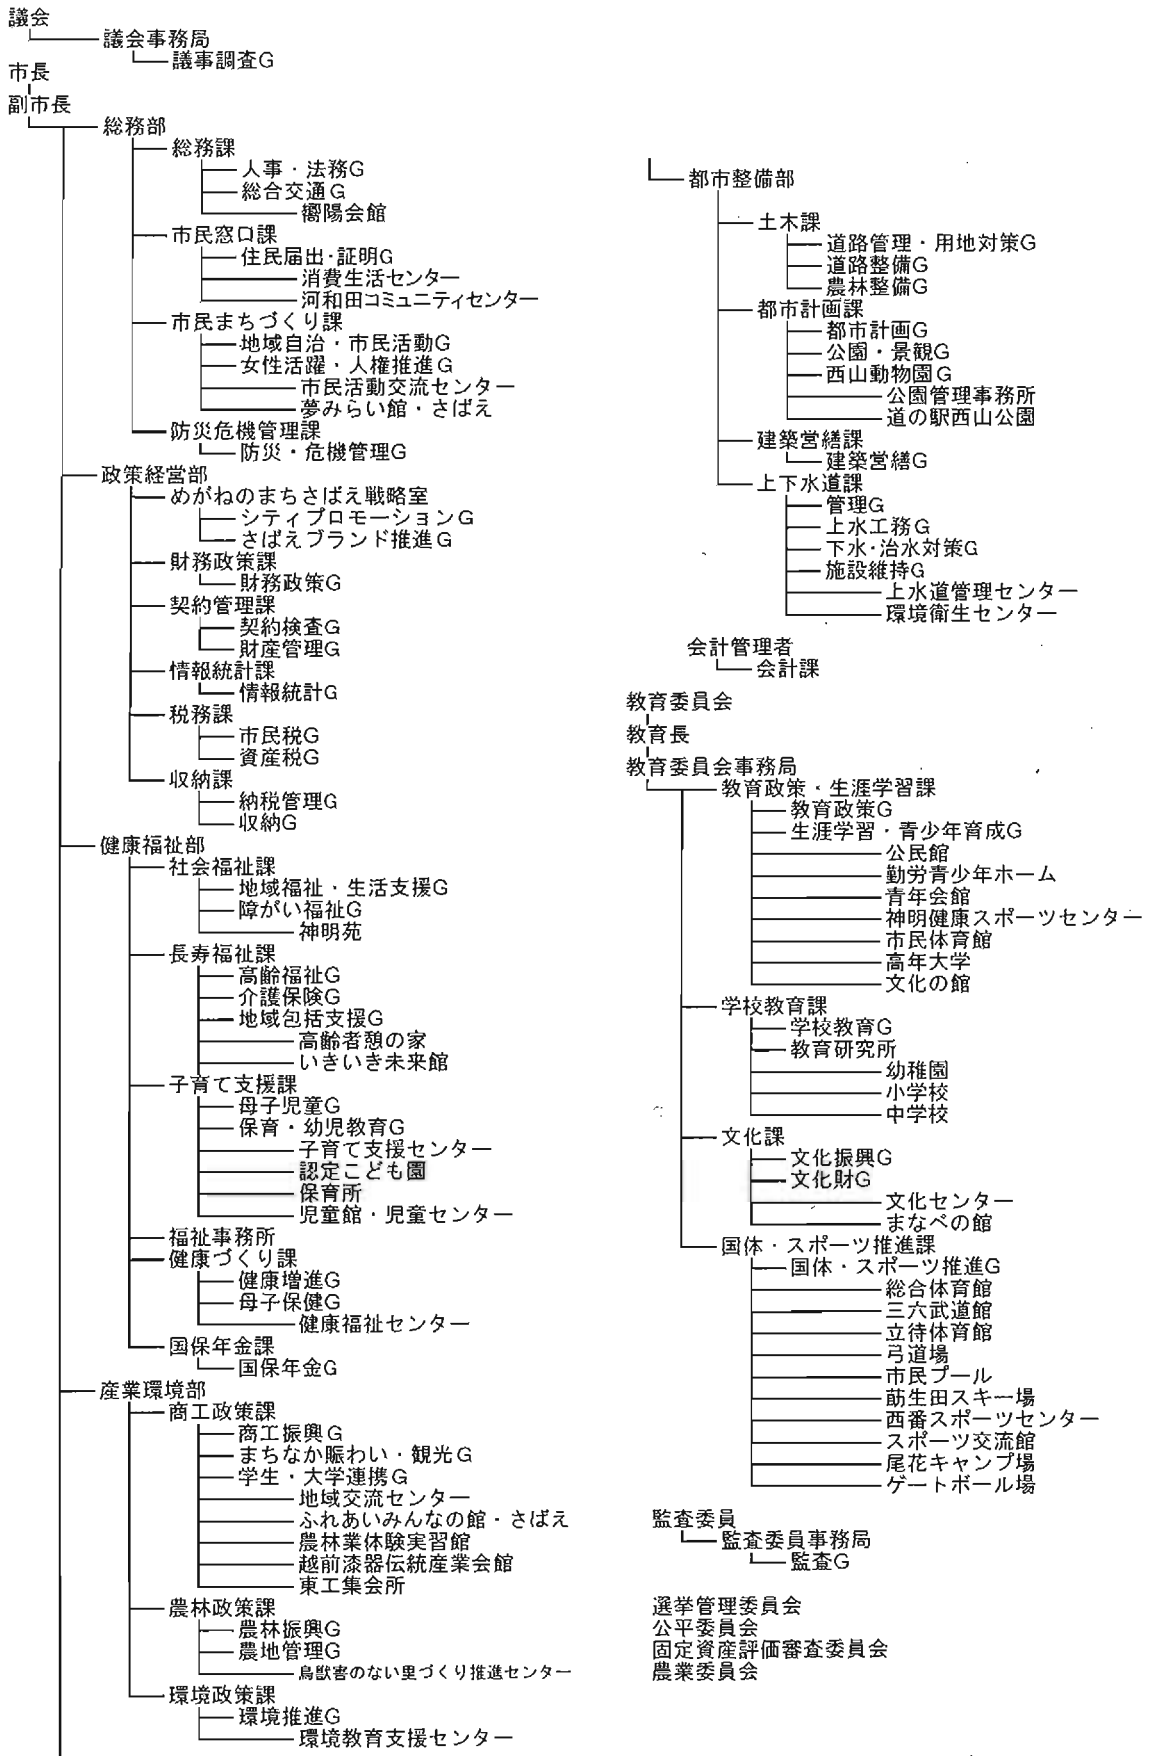 議会
議会事務局
議事調査G
市長
副市長
総務部
総務課
人事・法務G
総合交通G
嚮陽会館
市民窓口課
住民届出・証明G
消費生活センター
河和田コミュニティセンター
市民まちづくり課
地域自治・市民活動G
女性活躍・人権推進G
市民活動交流センター
夢みらい館・さばえ
防災危機管理課
防災・危機管理G
政策経営部
めがねのまちさばえ戦略室
シティプロモーションG
さばえブランド推進G
財務政策課
財務政策G
契約管理課
契約検査G
財産管理G
情報統計課
情報統計G
税務課
市民税G
資産税G
収納課
納税管理G
収納G
健康福祉部
社会福祉課
地域福祉・生活支援G
障がい福祉G
神明苑
長寿福祉課
高齢福祉G
介護保険G
地域包括支援G
高齢者憩の家
いきいき未来館
子育て支援課
母子児童G
保育・幼児教育G
子育て支援センター
認定こども園
保育所
児童館・児童センター
福祉事務所
健康づくり課
健康増進G
母子保健G
健康福祉センター
国保年金課
国保年金G
産業環境部
商工政策課
商工振興G
まちなか賑わい・観光G
学生・大学連携G
地域交流センター
ふれあいみんなの館・さばえ
農林業体験実習館
越前漆器伝統産業会館
東工集会所
農林政策課
農林振興G
農地管理G
鳥獣害のない里づくり推進センター
環境政策課
環境推進G
環境教育支援センター
都市整備部
土木課
道路管理・用地対策G
道路整備G
農林整備G
都市計画課
都市計画G
公園・景観G
西山動物園G
公園管理事務所
道の駅西山公園
建築営繕課
建築営繕G
上下水道課
管理G
上水工務G
下水・治水対策G
施設維持G
上水道管理センター
環境衛生センター
会計管理者
会計課
教育委員会
教育長
教育委員会事務局
教育政策・生涯学習課
教育政策G
生涯学習・青少年育成G
公民館
勤労青少年ホーム
青年会館
神明健康スポーツセンター
市民体育館
高年大学
文化の館
学校教育課
学校教育G
教育研究所
幼稚園
小学校
中学校
文化課
文化振興G
文化財G
文化センター
まなべの館
国体・スポーツ推進課
国体・スポーツ推進G
総合体育館
三六武道館
立待体育館
弓道場
市民プール
莇生田スキー場
西番スポーツセンター
スポーツ交流館
尾花キャンプ場
ゲートボール場
監査委員
監査委員事務局
監査G
選挙管理委員会
公平委員会
固定資産評価審査委員会
農業委員会